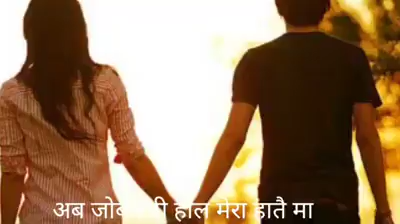 अब जो हाल मेरा हातै मा